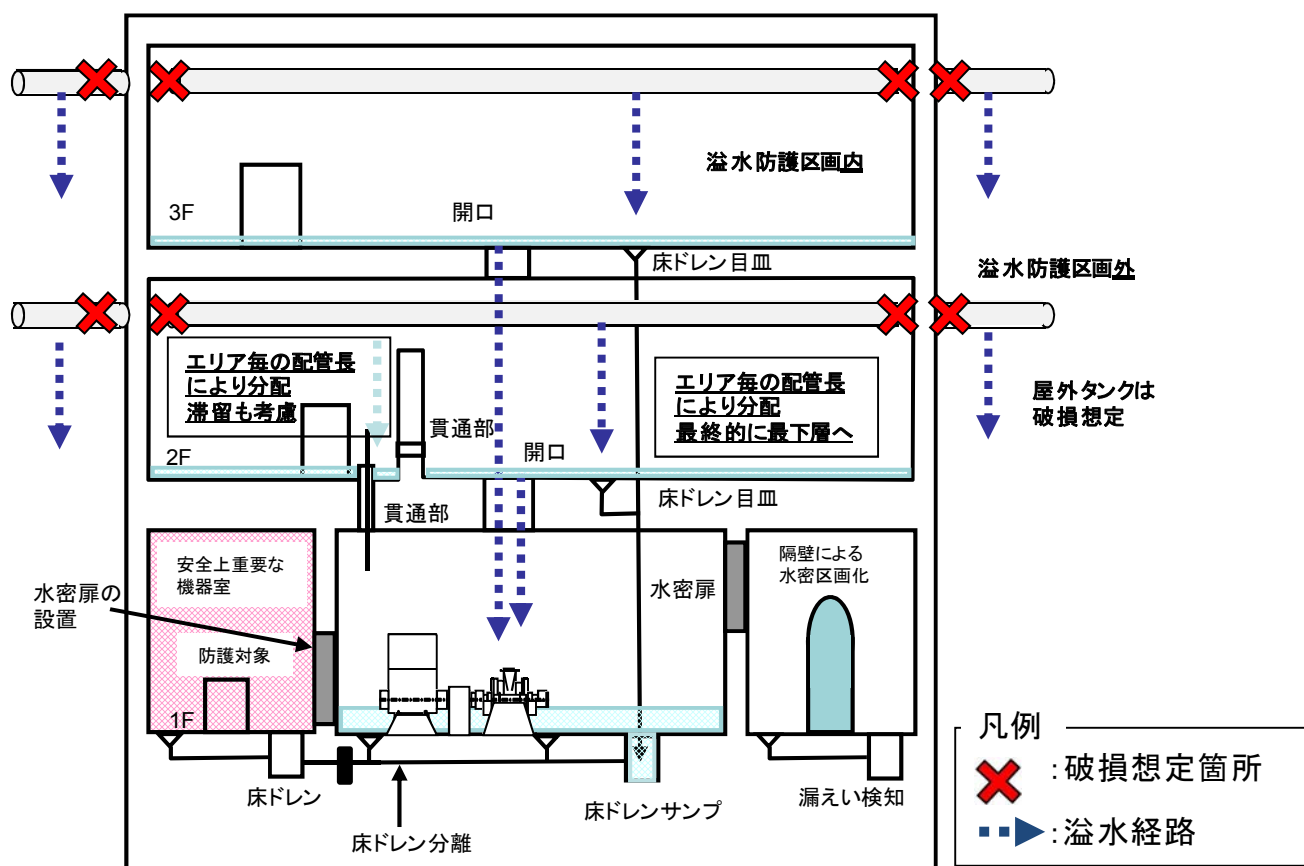 溢水防護区画内
3F
開口
床ドレン目皿
溢水防護区画外
エリア毎の配管長
により分配
滞留も考慮
エリア毎の配管長
により分配
最終的に最下層へ
屋外タンクは
破損想定
貫通部
2F
開口
床ドレン目皿
貫通部
安全上重要な
機器室
水密扉の
設置
水密扉
隔壁による
水密区画化
防護対象
1F
床ドレン
床ドレン分離
床ドレンサンプ
漏えい検知
凡例
:破損想定箇所
:溢水経路